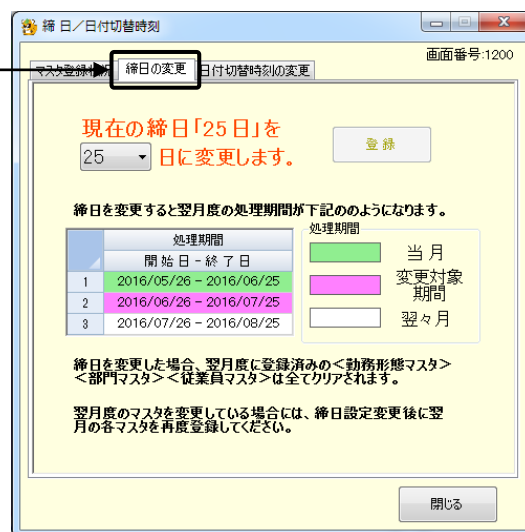 締 日／日付切替時刻
画面番号:1200
マスタ登録状況
締日の変更
日付切替時刻の変更
現在の締日「25日」を
25 日に変更します。
登録
締日を変更すると翌月度の処理期間が下記ののようになります。
処理期間
開始日-終了日
1 2016/05/26 - 2016/06/25
2 2016/06/26 - 2016/07/25
3 2016/07/26 - 2016/08/25
処理期間
当月
変更対象
期間
翌々月
締日を変更した場合、翌月度に登録済みの<勤務形態マスタ>
<部門マスタ><従業員マスタ>は全てクリアされます。
翌月度のマスタを変更している場合には、締日設定変更後に翌
月の各マスタを再度登録してください。
閉じる